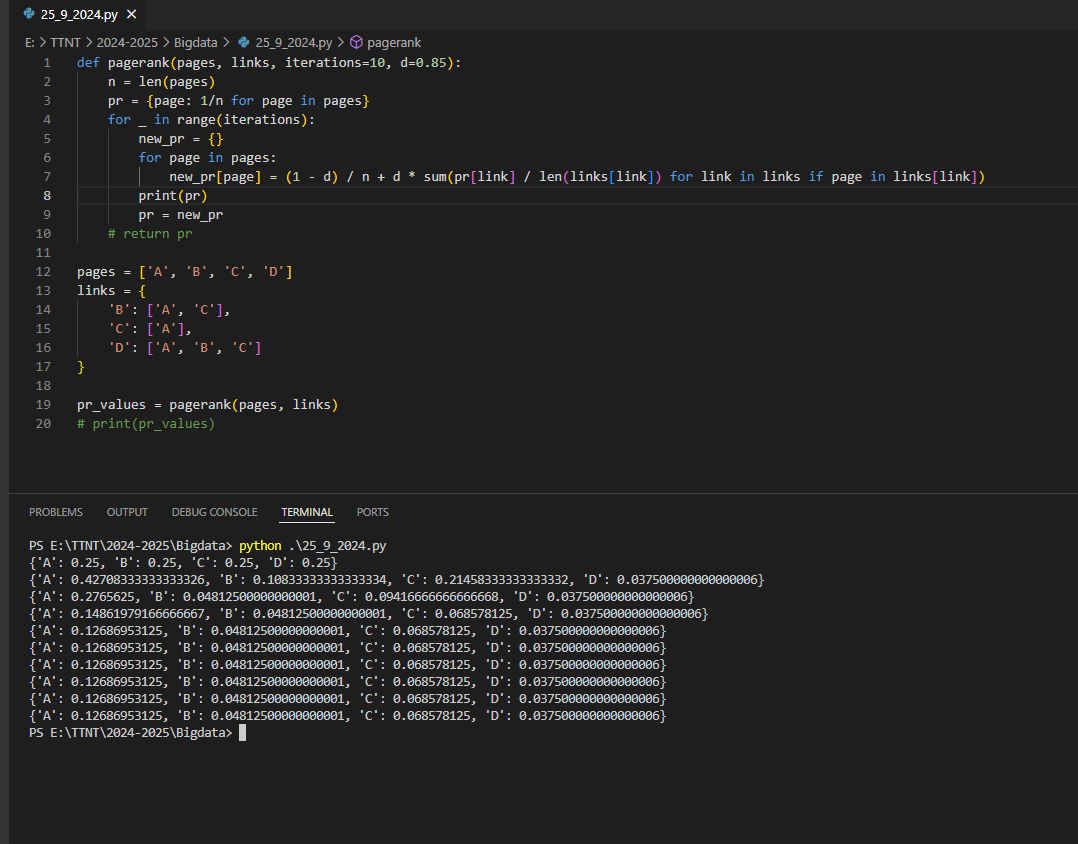 25_9_2024.py ×
E: > TTNT > 2024-2025 > Bigdata > 25_9_2024.py > pagerank
1 def pagerank(pages, links, iterations=10, d=0.85):
2     n = len(pages)
3     pr = {page: 1/n for page in pages}
4     for _ in range(iterations):
5         new_pr = {}
6         for page in pages:
7             new_pr[page] = (1 - d) / n + d * sum(pr[link] / len(links[link]) for link in links if page in links[link])
8         print(pr)
9         pr = new_pr
10     # return pr
11
12 pages = ['A', 'B', 'C', 'D']
13 links = {
14     'B': ['A', 'C'],
15     'C': ['A'],
16     'D': ['A', 'B', 'C']
17 }
18
19 pr_values = pagerank(pages, links)
20 # print(pr_values)
PROBLEMS OUTPUT DEBUG CONSOLE TERMINAL PORTS
PS E:\TTNT\2024-2025\Bigdata> python .\25_9_2024.py
{'A': 0.25, 'B': 0.25, 'C': 0.25, 'D': 0.25}
{'A': 0.42708333333333326, 'B': 0.10833333333333334, 'C': 0.21458333333333332, 'D': 0.037500000000000006}
{'A': 0.2765625, 'B': 0.04812500000000001, 'C': 0.09416666666666668, 'D': 0.037500000000000006}
{'A': 0.14861979166666667, 'B': 0.04812500000000001, 'C': 0.068578125, 'D': 0.037500000000000006}
{'A': 0.12686953125, 'B': 0.04812500000000001, 'C': 0.068578125, 'D': 0.037500000000000006}
{'A': 0.12686953125, 'B': 0.04812500000000001, 'C': 0.068578125, 'D': 0.037500000000000006}
{'A': 0.12686953125, 'B': 0.04812500000000001, 'C': 0.068578125, 'D': 0.037500000000000006}
{'A': 0.12686953125, 'B': 0.04812500000000001, 'C': 0.068578125, 'D': 0.037500000000000006}
{'A': 0.12686953125, 'B': 0.04812500000000001, 'C': 0.068578125, 'D': 0.037500000000000006}
{'A': 0.12686953125, 'B': 0.04812500000000001, 'C': 0.068578125, 'D': 0.037500000000000006}
PS E:\TTNT\2024-2025\Bigdata>